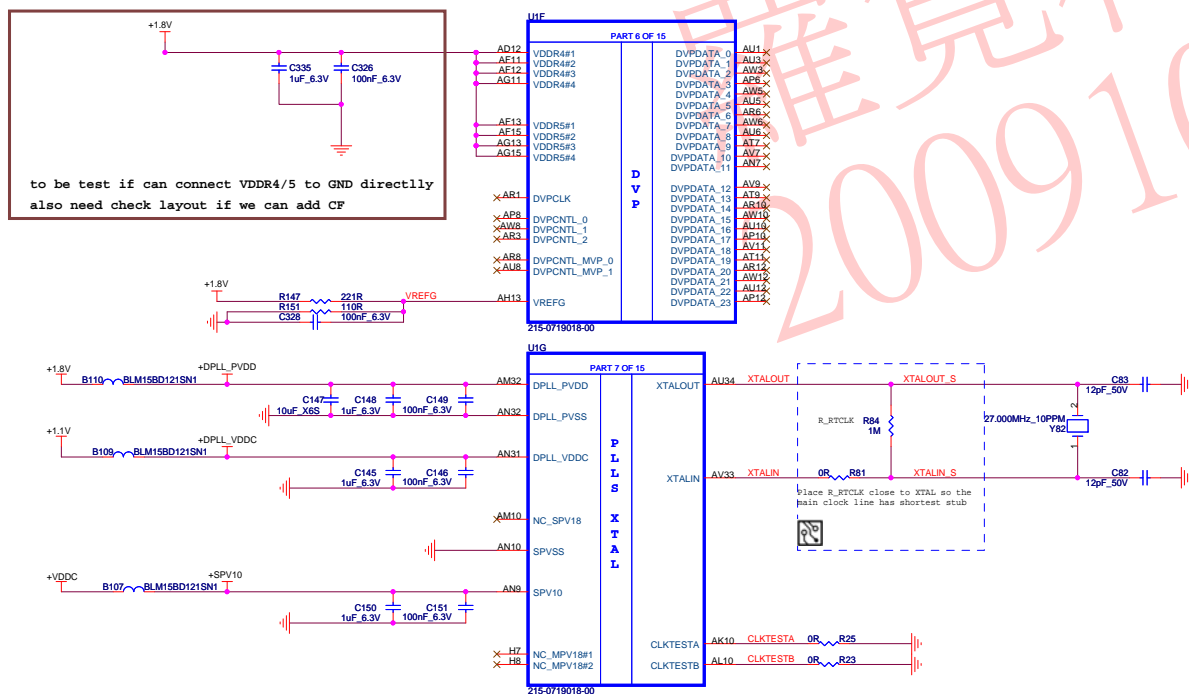 U1F
PART 6 OF 15
+1.8V
C335
1uF_6.3V
C326
100nF_6.3V
to be test if can connect VDDR4/5 to GND directlly
also need check layout if we can add CF
AD12 VDDR4#1
AF11 VDDR4#2
AF12 VDDR4#3
AG11 VDDR4#4
AF13 VDDR5#1
AF15 VDDR5#2
AG13 VDDR5#3
AG15 VDDR5#4
AR1 DVPCLK
AP8 DVPCNTL_0
AW8 DVPCNTL_1
AR3 DVPCNTL_2
AR8 DVPCNTL_MVP_0
AU8 DVPCNTL_MVP_1
AH13 VREFG
DVP
DVPDATA_0 AU1
DVPDATA_1 AU3
DVPDATA_2 AW3
DVPDATA_3 AP6
DVPDATA_4 AW5
DVPDATA_5 AU5
DVPDATA_6 AR6
DVPDATA_7 AW6
DVPDATA_8 AU6
DVPDATA_9 AT7
DVPDATA_10 AV7
DVPDATA_11 AN7
DVPDATA_12 AV9
DVPDATA_13 AT9
DVPDATA_14 AR10
DVPDATA_15 AW10
DVPDATA_16 AU10
DVPDATA_17 AP10
DVPDATA_18 AV11
DVPDATA_19 AT11
DVPDATA_20 AR12
DVPDATA_21 AW12
DVPDATA_22 AU12
DVPDATA_23 AP12
+1.8V
R147 221R
R151 110R
C328 100nF_6.3V
VREFG
215-0719018-00
200910
U1G
PART 7 OF 15
+1.8V
B110 BLM15BD121SN1
+DPLL_PVDD
C147
10uF_X6S
C148
1uF_6.3V
C149
100nF_6.3V
AM32 DPLL_PVDD
AN32 DPLL_PVSS
+1.1V
B109 BLM15BD121SN1
+DPLL_VDDC
C145
1uF_6.3V
C146
100nF_6.3V
AN31 DPLL_VDDC
AM10 NC_SPV18
AN10 SPVSS
+VDDC
B107 BLM15BD121SN1
+SPV10
C150
1uF_6.3V
C151
100nF_6.3V
AN9 SPV10
H7 NC_MPV18#1
H8 NC_MPV18#2
PLLS XTAL
XTALOUT AU34 XTALOUT XTALOUT_S
XTALIN AV33 XTALIN 0R R81 XTALIN_S
R_RTCLK R84
1M
Place R_RTCLK close to XTAL so the
main clock line has shortest stub
27.000MHz_10PPM
Y82
2
1
C83
12pF_50V
C82
12pF_50V
CLKTESTA AK10 CLKTESTA 0R R25
CLKTESTB AL10 CLKTESTB 0R R23
215-0719018-00